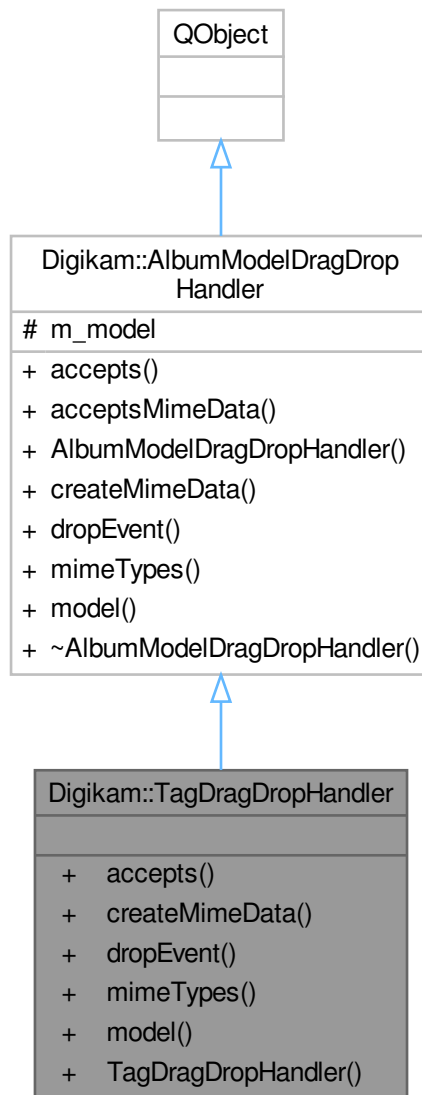 QObject
Digikam::AlbumModelDragDrop
Handler
# m_model
+ accepts()
+ acceptsMimeData()
+ AlbumModelDragDropHandler()
+ createMimeData()
+ dropEvent()
+ mimeTypes()
+ model()
+ ~AlbumModelDragDropHandler()
Digikam::TagDragDropHandler
+ accepts()
+ createMimeData()
+ dropEvent()
+ mimeTypes()
+ model()
+ TagDragDropHandler()